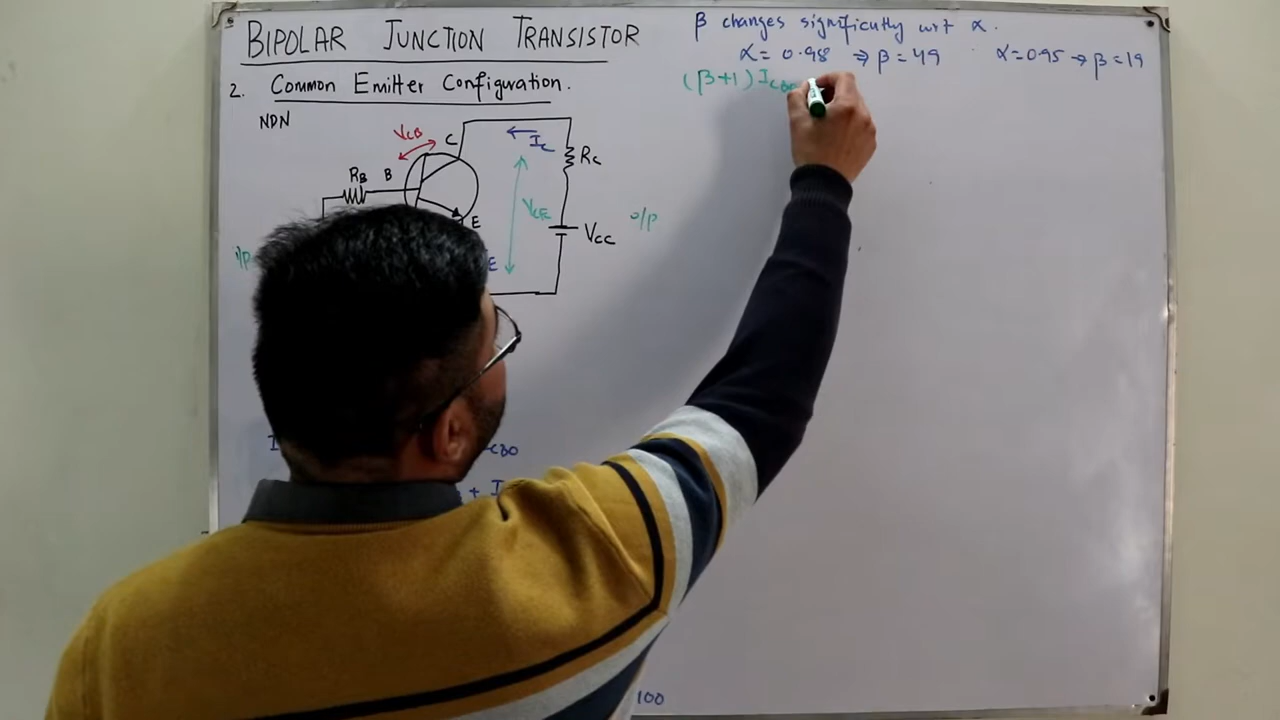 BIPOLAR JUNCTION TRANSISTOR
2. Common Emitter Configuration.
NPN
VCB
C
IC
RC
RB
B
E
VCE
VCC
o/p
i/p
E
CBO
+ I
100
β changes significantly wrt α.
α = 0.98 ⇒ β = 49 α = 0.95 → β = 19
(β+1) ICBO